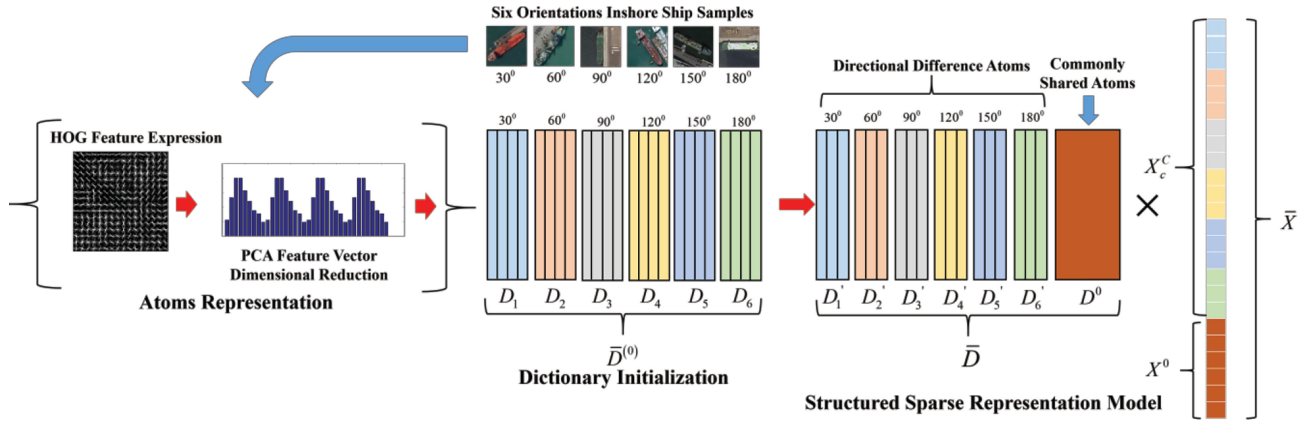 Six Orientations Inshore Ship Samples
30⁰ 60⁰ 90⁰ 120⁰ 150⁰ 180⁰
HOG Feature Expression
PCA Feature Vector
Dimensional Reduction
Atoms Representation
30⁰ 60⁰ 90⁰ 120⁰ 150⁰ 180⁰
D₁ D₂ D₃ D₄ D₅ D₆
D̄⁽⁰⁾
Dictionary Initialization
Directional Difference Atoms
Commonly
Shared Atoms
30⁰ 60⁰ 90⁰ 120⁰ 150⁰ 180⁰
D₁' D₂' D₃' D₄' D₅' D₆' D⁰
D̄
Structured Sparse Representation Model
×
X_c^C
X⁰
X̄